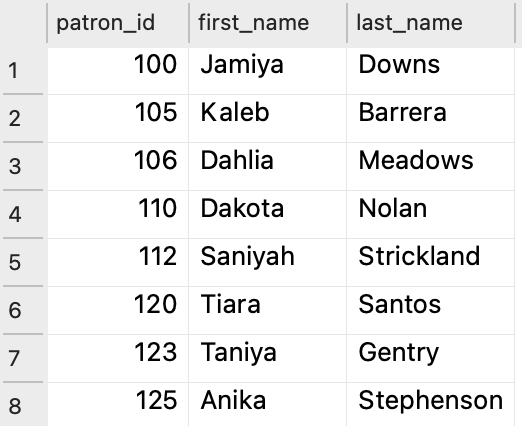 patron_id first_name last_name
1 100 Jamiya Downs
2 105 Kaleb Barrera
3 106 Dahlia Meadows
4 110 Dakota Nolan
5 112 Saniyah Strickland
6 120 Tiara Santos
7 123 Taniya Gentry
8 125 Anika Stephenson